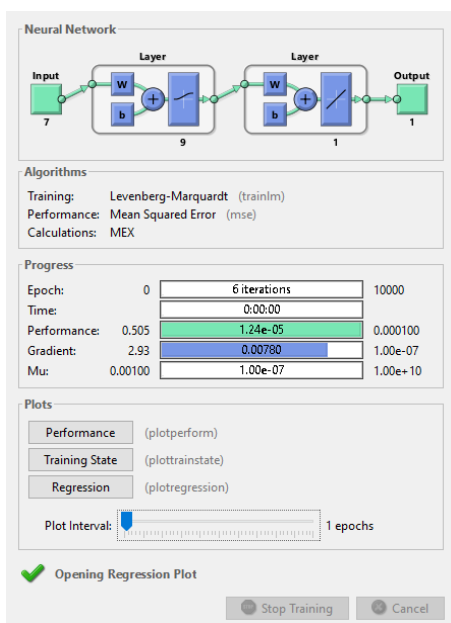 Neural Network
Layer Layer
Input Output
W W
+ +
b b
7 1
9 1
Algorithms
Training: Levenberg-Marquardt (trainlm)
Performance: Mean Squared Error (mse)
Calculations: MEX
Progress
Epoch: 0 6 iterations 10000
Time: 0:00:00
Performance: 0.505 1.24e-05 0.000100
Gradient: 2.93 0.00780 1.00e-07
Mu: 0.00100 1.00e-07 1.00e+10
Plots
Performance (plotperform)
Training State (plottrainstate)
Regression (plotregression)
Plot Interval: 1 epochs
Opening Regression Plot
Stop Training Cancel